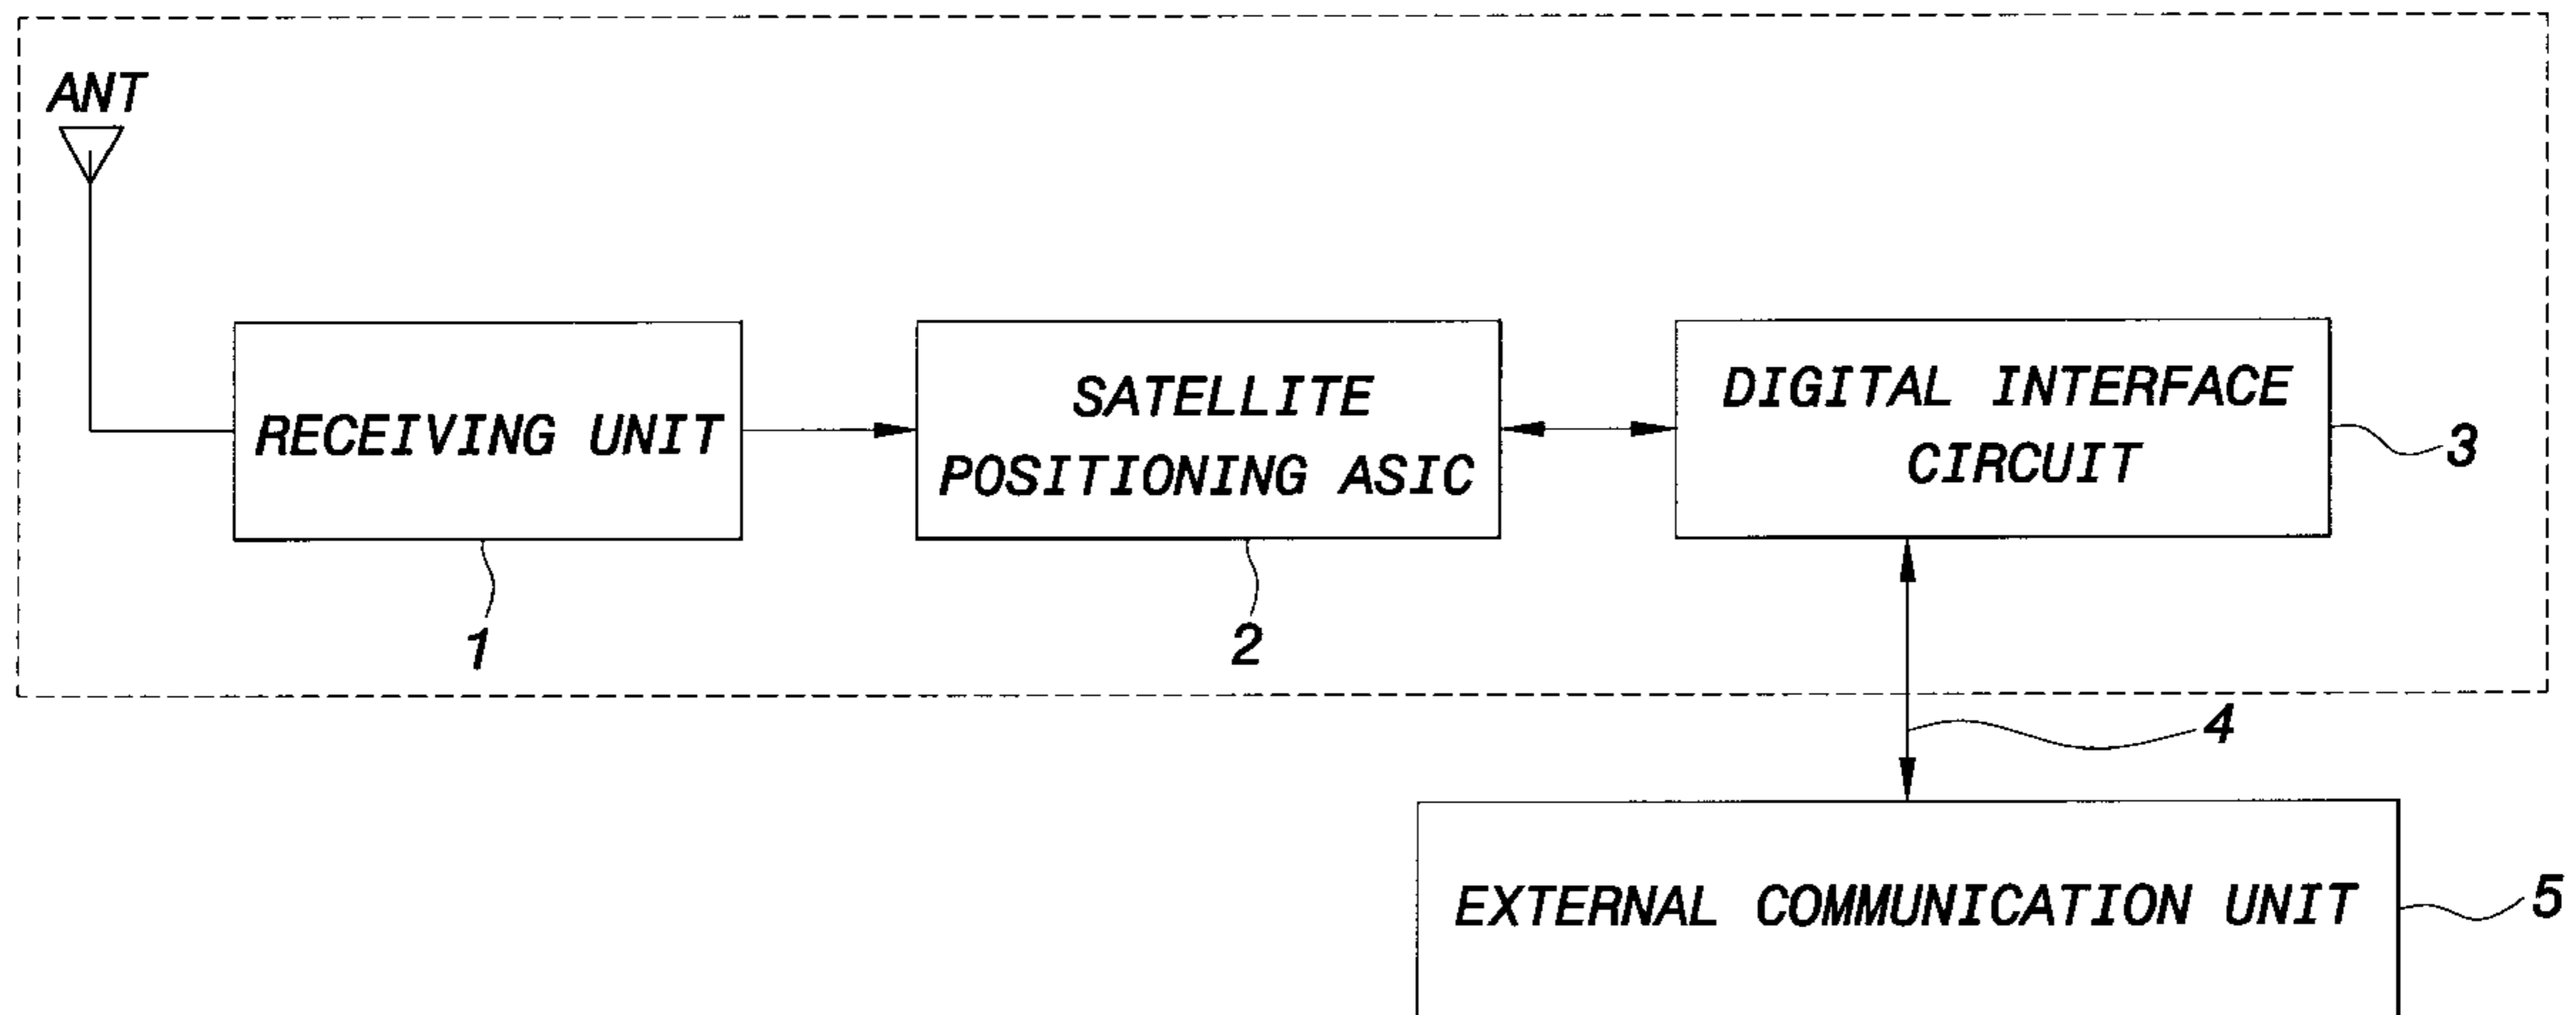 ANT
RECEIVING UNIT
SATELLITE
POSITIONING ASIC
DIGITAL INTERFACE
CIRCUIT
3
1
2
4
EXTERNAL COMMUNICATION UNIT
5